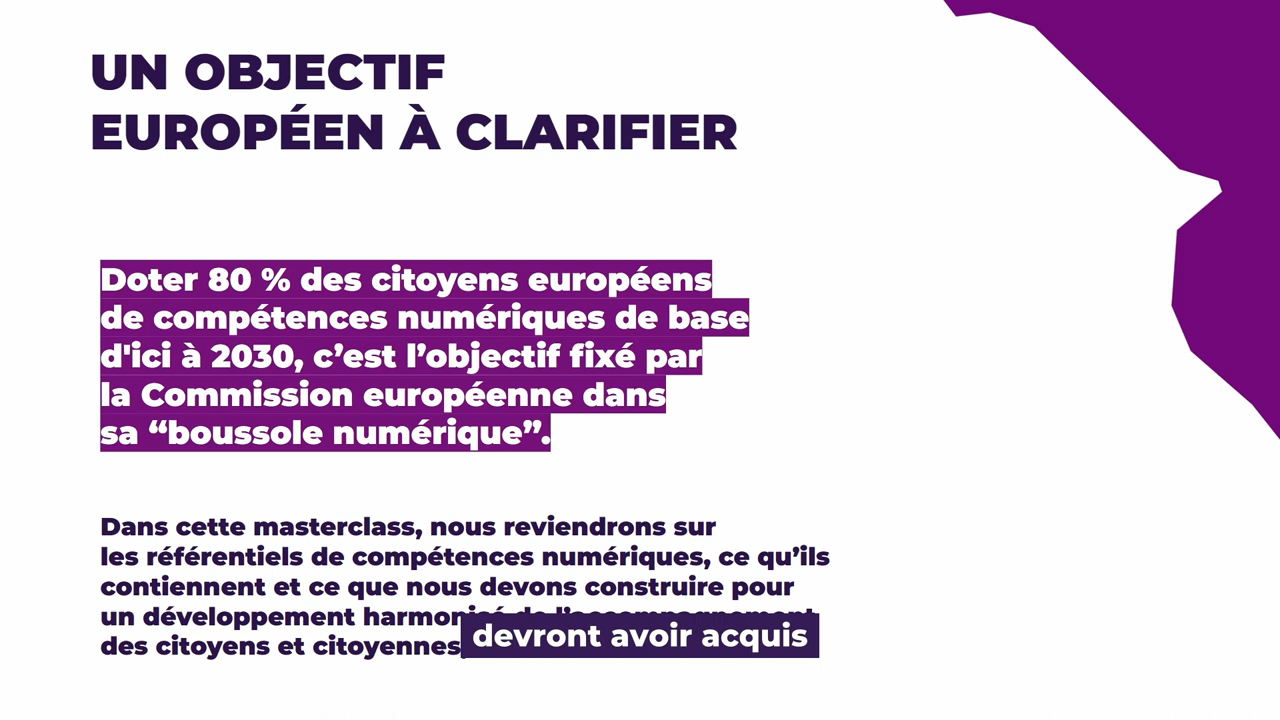 UN OBJECTIF
EUROPÉEN À CLARIFIER
Doter 80 % des citoyens européens
de compétences numériques de base
d'ici à 2030, c’est l’objectif fixé par
la Commission européenne dans
sa “boussole numérique”.
Dans cette masterclass, nous reviendrons sur
les référentiels de compétences numériques, ce qu’ils
contiennent et ce que nous devons construire pour
un développement harmonisé de l’accompagnement
des citoyens et citoyennes
devront avoir acquis